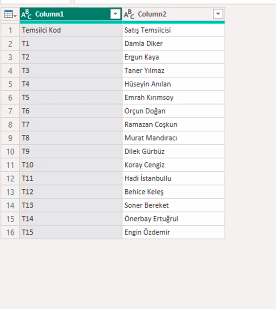 ABC Column1 ABC Column2
1 Temsilci Kod Satış Temsilcisi
2 T1 Damla Diker
3 T2 Ergun Kaya
4 T3 Taner Yılmaz
5 T4 Hüseyin Anılan
6 T5 Emrah Kırımsoy
7 T6 Orçun Doğan
8 T7 Ramazan Coşkun
9 T8 Murat Mandıracı
10 T9 Dilek Gürbüz
11 T10 Koray Cengiz
12 T11 Hadi İstanbullu
13 T12 Behice Keleş
14 T13 Soner Bereket
15 T14 Önerbay Ertuğrul
16 T15 Engin Özdemir